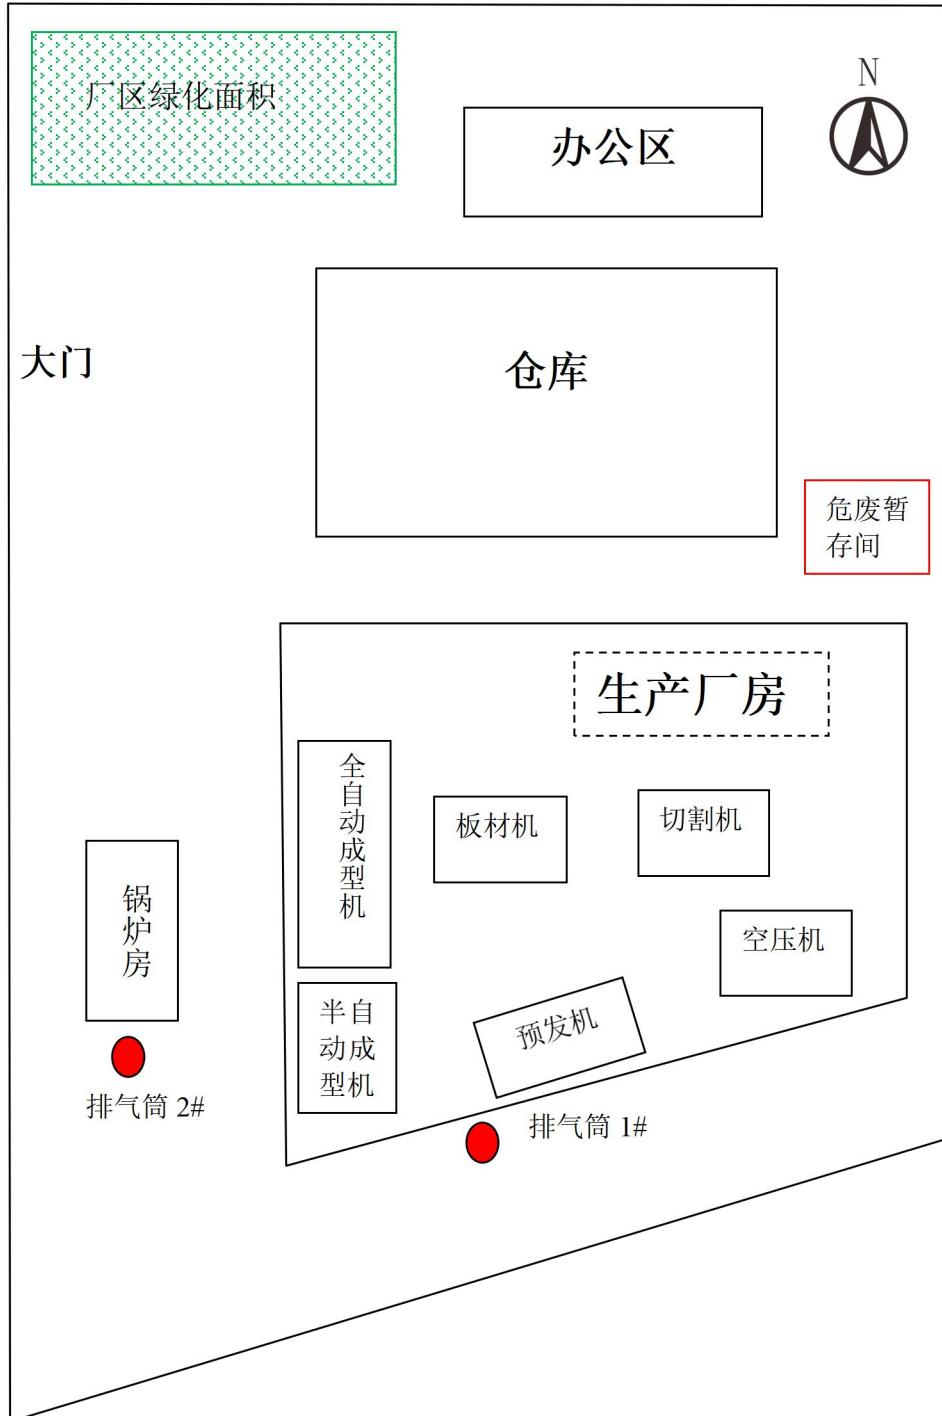 N
厂区绿化面积
办公区
大门
仓库
危废暂
存间
生产厂房
全自动成型机
板材机
切割机
锅炉房
空压机
半自
动成
型机
预发机
排气筒 2#
排气筒 1#